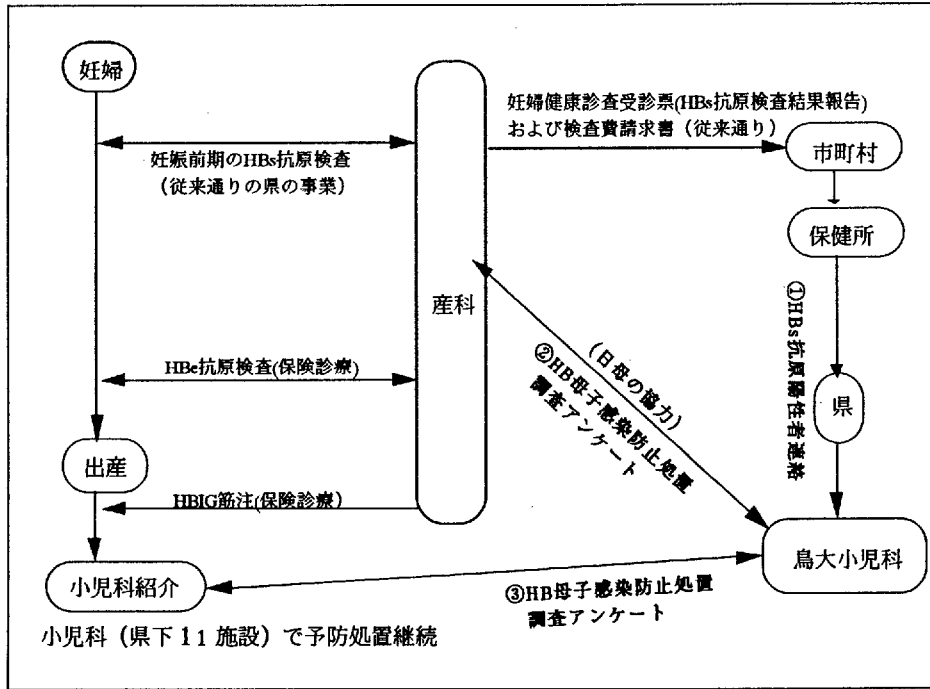 妊婦
妊娠前期のHBs抗原検査
（従来通りの県の事業）
HBe抗原検査(保険診療)
出産
HBIG筋注(保険診療）
小児科紹介
小児科（県下１１施設）で予防処置継続
産科
妊婦健康診査受診票(HBs抗原検査結果報告)
および検査費請求書（従来通り）
市町村
保健所
①HBs抗原陽性者連絡
県
(日母の協力)
②HB母子感染防止処置
調査アンケート
鳥大小児科
③HB母子感染防止処置
調査アンケート